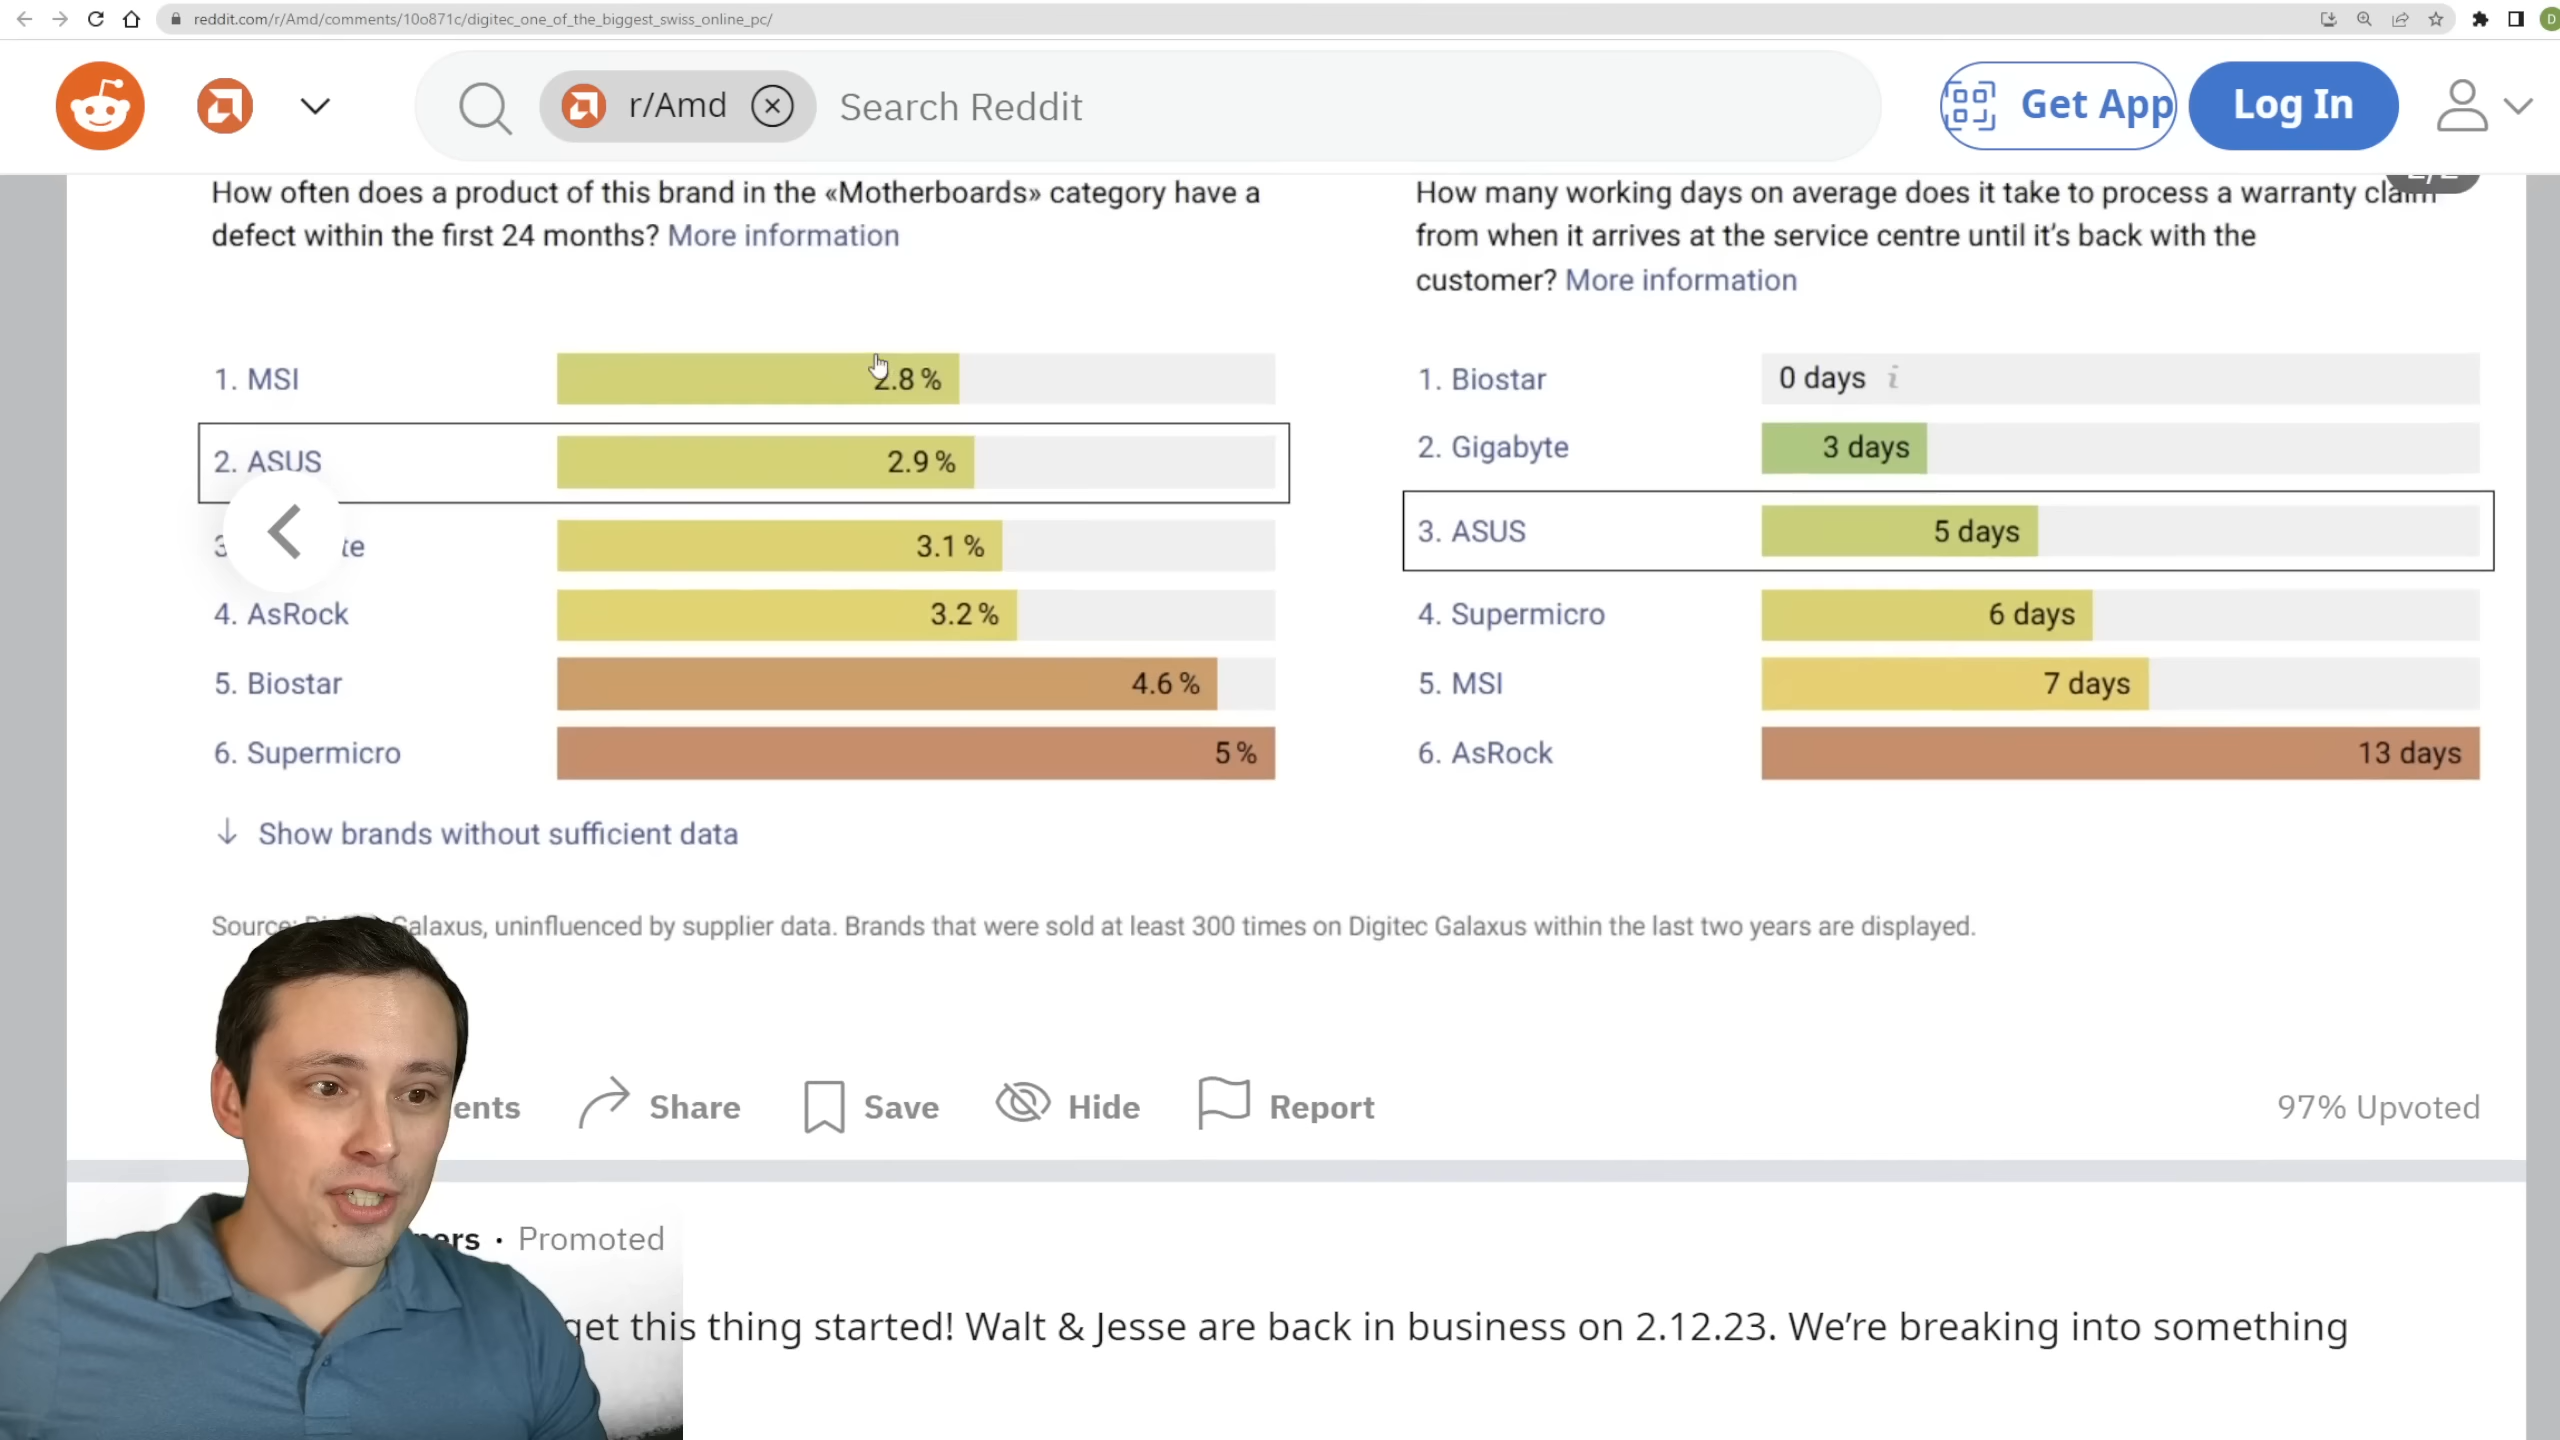 reddit.com/r/Amd/comments/10o871c/digitec_one_of_the_biggest_swiss_online_pc/
D
r/Amd
Search Reddit
Get App
Log In
How often does a product of this brand in the «Motherboards» category have a
defect within the first 24 months? More information
1. MSI
2.8 %
2. ASUS
2.9 %
te
3.1 %
4. AsRock
3.2 %
5. Biostar
4.6 %
6. Supermicro
5 %
How many working days on average does it take to process a warranty claim
from when it arrives at the service centre until it's back with the
customer? More information
1. Biostar
0 days i
2. Gigabyte
3 days
3. ASUS
5 days
4. Supermicro
6 days
5. MSI
7 days
6. AsRock
13 days
Show brands without sufficient data
Source: Galaxus, uninfluenced by supplier data. Brands that were sold at least 300 times on Digitec Galaxus within the last two years are displayed.
ents
Share
Save
Hide
Report
97% Upvoted
ners · Promoted
get this thing started! Walt & Jesse are back in business on 2.12.23. We're breaking into something